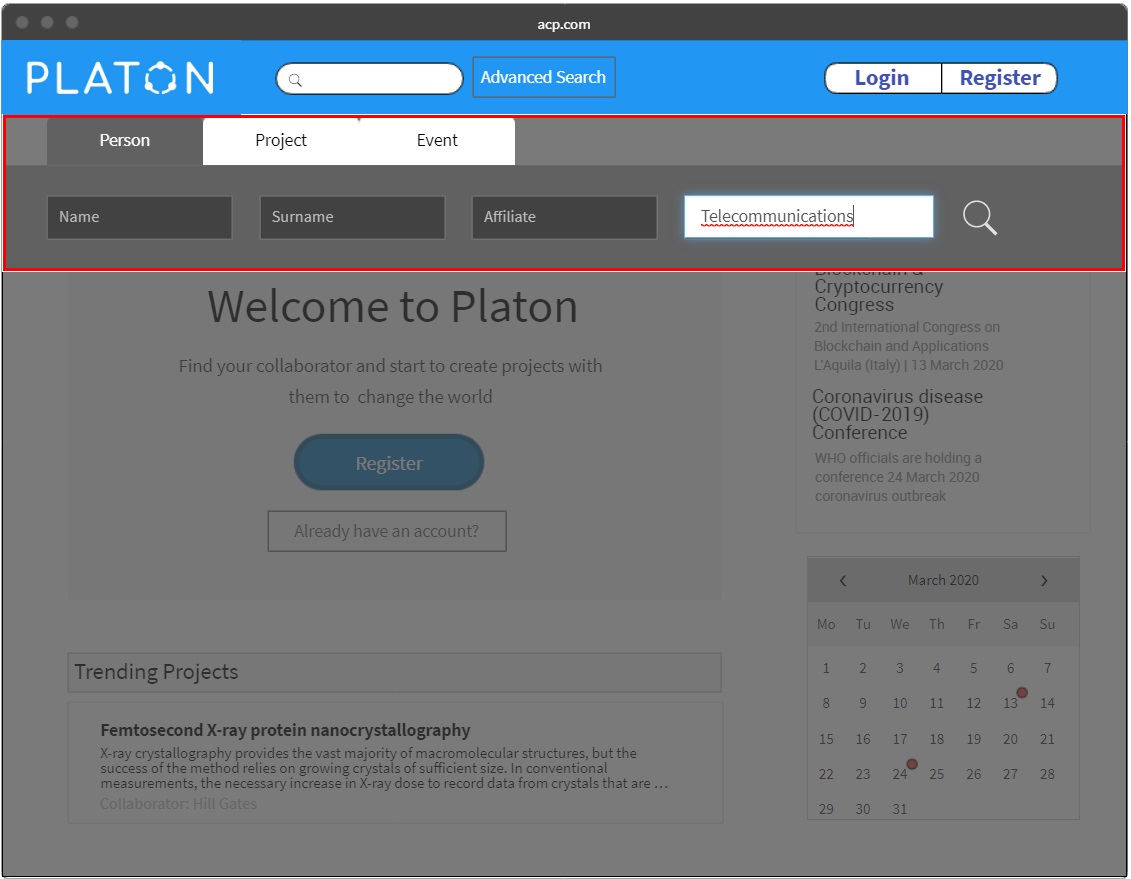 acp.com
PLATON
Advanced Search
Login
Register
Person
Project
Event
Name
Surname
Affiliate
Telecommunications
Welcome to Platon
Find your collaborator and start to create projects with
them to change the world
Register
Already have an account?
Blockchain &
Cryptocurrency
Congress
2nd International Congress on
Blockchain and Applications
L'Aquila (Italy) | 13 March 2020
Coronavirus disease
(COVID-2019)
Conference
WHO officials are holding a
conference 24 March 2020
coronavirus outbreak
Trending Projects
Femtosecond X-ray protein nanocrystallography
X-ray crystallography provides the vast majority of macromolecular structures, but the
success of the method relies on growing crystals of sufficient size. In conventional
measurements, the necessary increase in X-ray dose to record data from crystals that are …
Collaborator: Hill Gates
‹ March 2020 ›
Mo Tu We Th Fr Sa Su
1 2 3 4 5 6 7
8 9 10 11 12 13 14
15 16 17 18 19 20 21
22 23 24 25 26 27 28
29 30 31